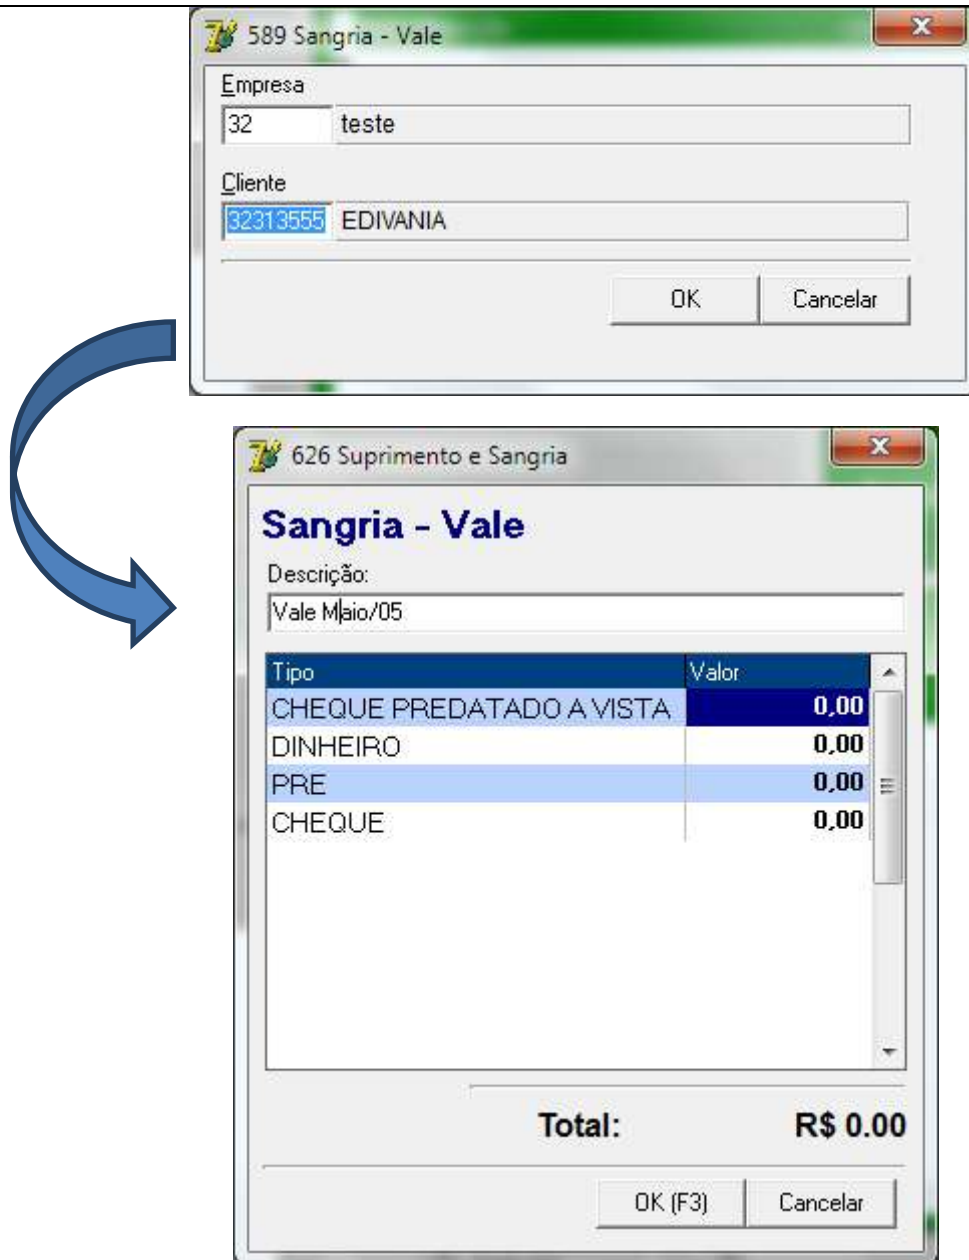 589 Sangria - Vale
Empresa
32 teste
Cliente
32313555 EDIVANIA
OK Cancelar
626 Suprimento e Sangria
Sangria - Vale
Descrição:
Vale Maio/05
Tipo Valor
CHEQUE PREDATADO A VISTA 0,00
DINHEIRO 0,00
PRE 0,00
CHEQUE 0,00
Total: R$ 0.00
OK (F3) Cancelar